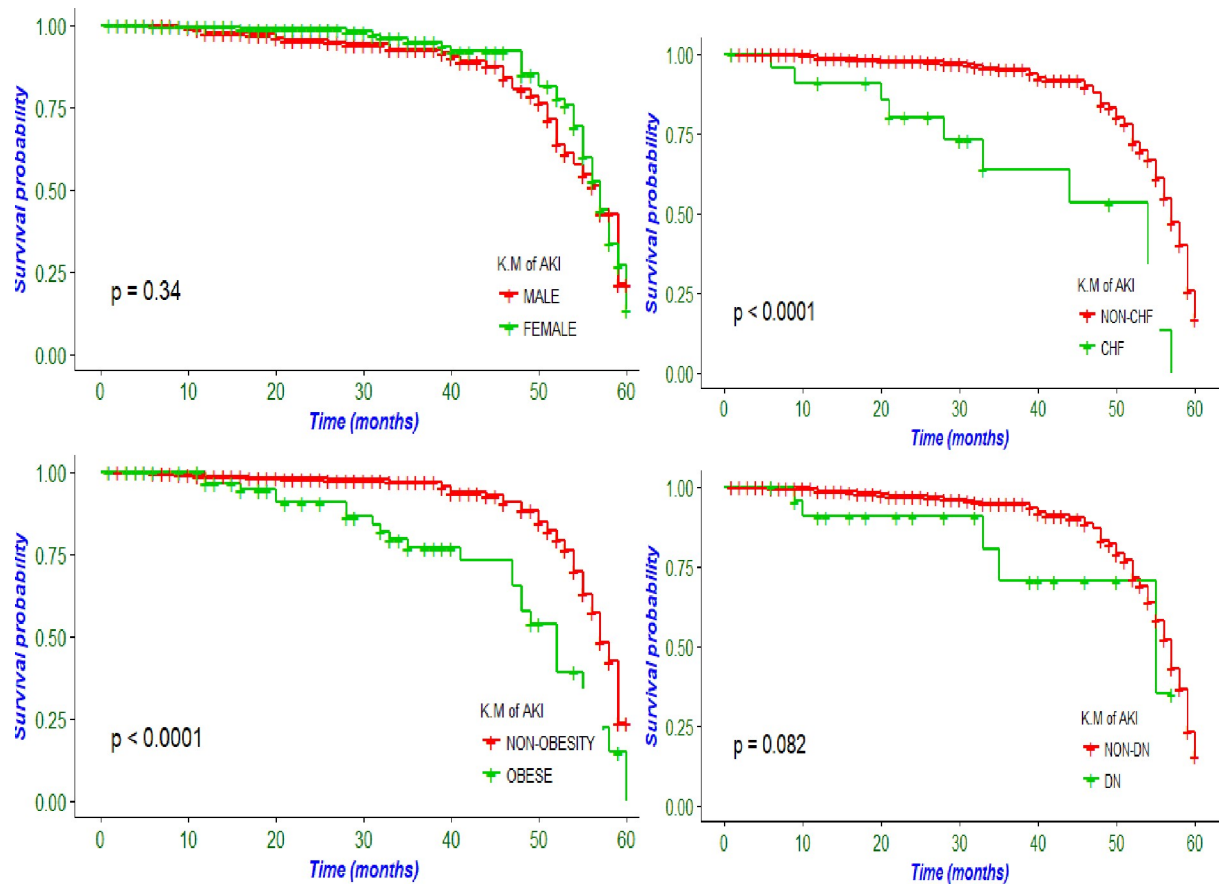 Survival probability
1.00
0.75
0.50
0.25
0.00
p = 0.34
K.M of AKI
MALE
FEMALE
0 10 20 30 40 50 60
Time (months)
Survival probability
1.00
0.75
0.50
0.25
0.00
p < 0.0001
K.M of AKI
NON-CHF
CHF
0 10 20 30 40 50 60
Time (months)
Survival probability
1.00
0.75
0.50
0.25
0.00
p < 0.0001
K.M of AKI
NON-OBESITY
OBESE
0 10 20 30 40 50 60
Time (months)
Survival probability
1.00
0.75
0.50
0.25
0.00
p = 0.082
K.M of AKI
NON-DN
DN
0 10 20 30 40 50 60
Time (months)